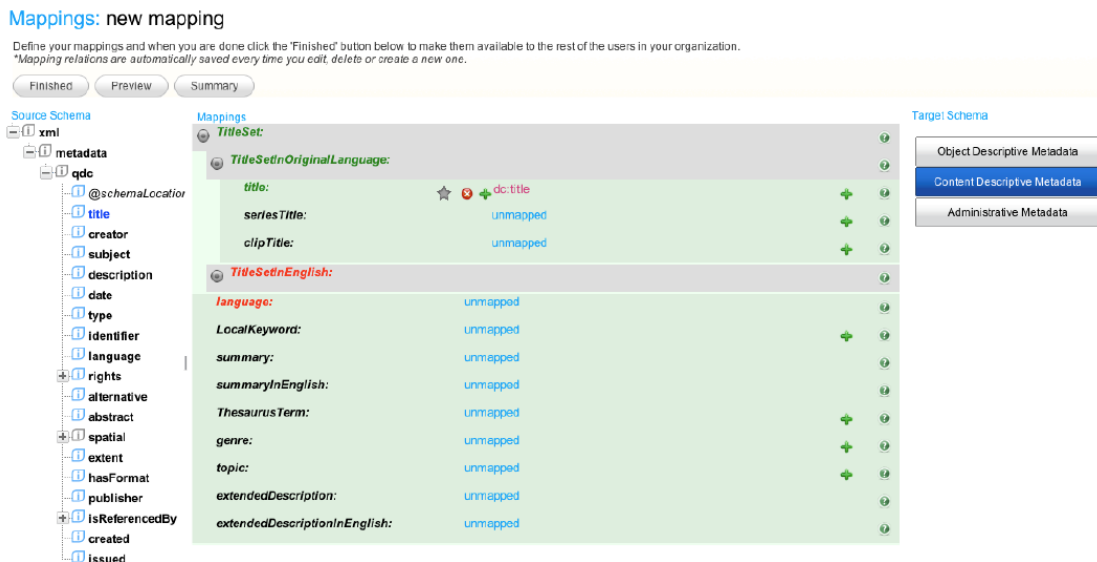 Mappings: new mapping
Define your mappings and when you are done click the 'Finished' button below to make them available to the rest of the users in your organization.
*Mapping relations are automatically saved every time you edit, delete or create a new one.
Finished
Preview
Summary
Source Schema
xml
metadata
qdc
@schemaLocation
title
creator
subject
description
date
type
identifier
language
rights
alternative
abstract
spatial
extent
hasFormat
publisher
isReferencedBy
created
issued
Mappings
TitleSet:
TitleSetInOriginalLanguage:
title: dc:title
seriesTitle: unmapped
clipTitle: unmapped
TitleSetInEnglish:
language: unmapped
LocalKeyword: unmapped
summary: unmapped
summaryInEnglish: unmapped
ThesaurusTerm: unmapped
genre: unmapped
topic: unmapped
extendedDescription: unmapped
extendedDescriptionInEnglish: unmapped
Target Schema
Object Descriptive Metadata
Content Descriptive Metadata
Administrative Metadata